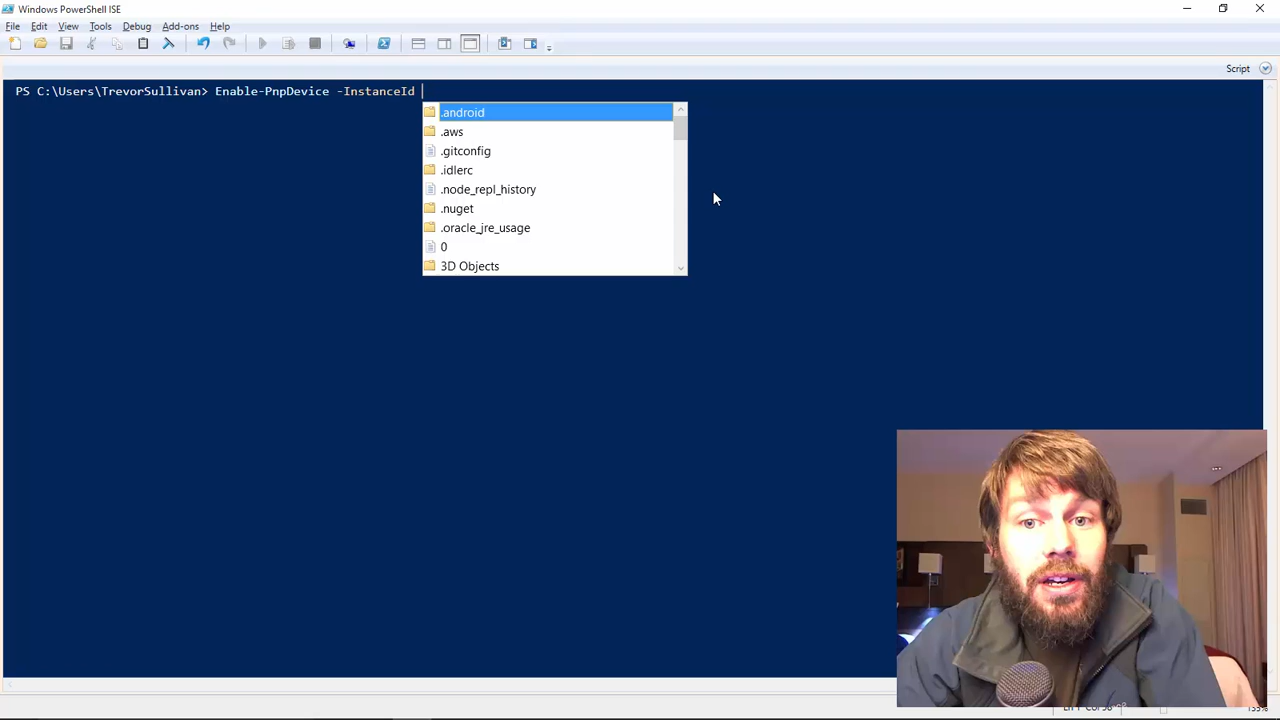 Windows PowerShell ISE
File Edit View Tools Debug Add-ons Help
Script
PS C:\Users\TrevorSullivan> Enable-PnpDevice -InstanceId
.android
.aws
.gitconfig
.idlerc
.node_repl_history
.nuget
.oracle_jre_usage
0
3D Objects